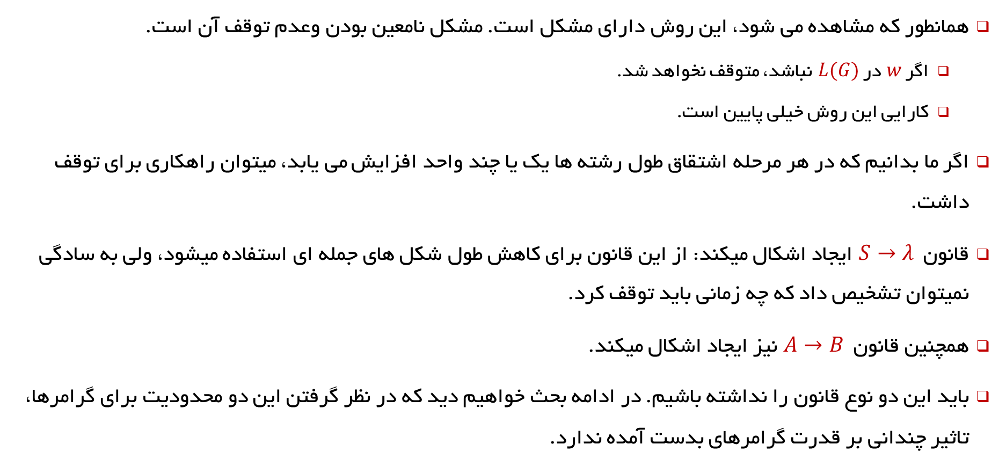 ❑ همانطور که مشاهده می شود، این روش دارای مشکل است. مشکل نامعین بودن وعدم توقف آن است.
❑ اگر w در L(G) نباشد، متوقف نخواهد شد.
❑ کارایی این روش خیلی پایین است.
❑ اگر ما بدانیم که در هر مرحله اشتقاق طول رشته ها یک یا چند واحد افزایش می یابد، میتوان راهکاری برای توقف
داشت.
❑ قانون S → λ ایجاد اشکال میکند: از این قانون برای کاهش طول شکل های جمله ای استفاده میشود، ولی به سادگی
نمیتوان تشخیص داد که چه زمانی باید توقف کرد.
❑ همچنین قانون A → B نیز ایجاد اشکال میکند.
❑ باید این دو نوع قانون را نداشته باشیم. در ادامه بحث خواهیم دید که در نظر گرفتن این دو محدودیت برای گرامرها،
تاثیر چندانی بر قدرت گرامرهای بدست آمده ندارد.